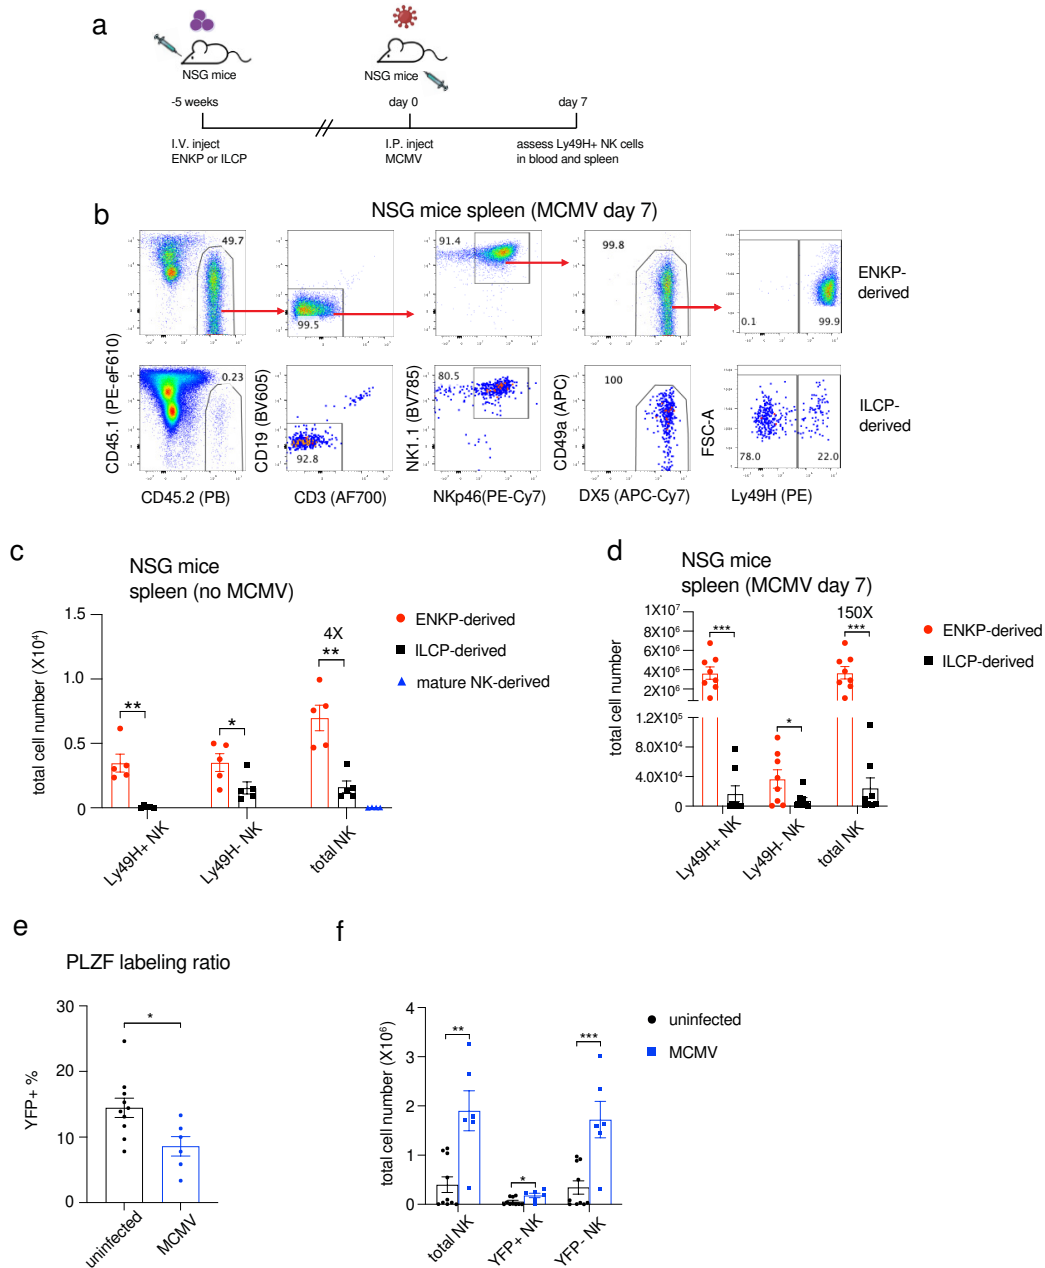 a
NSG mice
NSG mice
-5 weeks
day 0
day 7
I.V. inject
ENKP or ILCP
I.P. inject
MCMV
assess Ly49H+ NK cells
in blood and spleen
b
NSG mice spleen (MCMV day 7)
49.7
99.5
91.4
99.8
0.1
99.9
ENKP-
derived
0.23
92.8
80.5
100
78.0
22.0
ILCP-
derived
CD45.1 (PE-eF610)
CD19 (BV605)
NK1.1 (BV785)
CD49a (APC)
FSC-A
CD45.2 (PB)
CD3 (AF700)
NKp46(PE-Cy7)
DX5 (APC-Cy7)
Ly49H (PE)
c
NSG mice
spleen (no MCMV)
total cell number (X10⁴)
1.5
1.0
0.5
0
**
*
4X
**
Ly49H+ NK
Ly49H- NK
total NK
ENKP-derived
ILCP-derived
mature NK-derived
d
NSG mice
spleen (MCMV day 7)
total cell number
1X10⁷
8X10⁶
6X10⁶
4X10⁶
2X10⁶
1.2X10⁵
8.0X10⁴
4.0X10⁴
0
***
*
150X
***
Ly49H+ NK
Ly49H- NK
total NK
ENKP-derived
ILCP-derived
e
PLZF labeling ratio
YFP+ %
30
20
10
0
*
uninfected
MCMV
f
total cell number (X10⁶)
4
3
2
1
0
**
*
***
total NK
YFP+ NK
YFP- NK
uninfected
MCMV